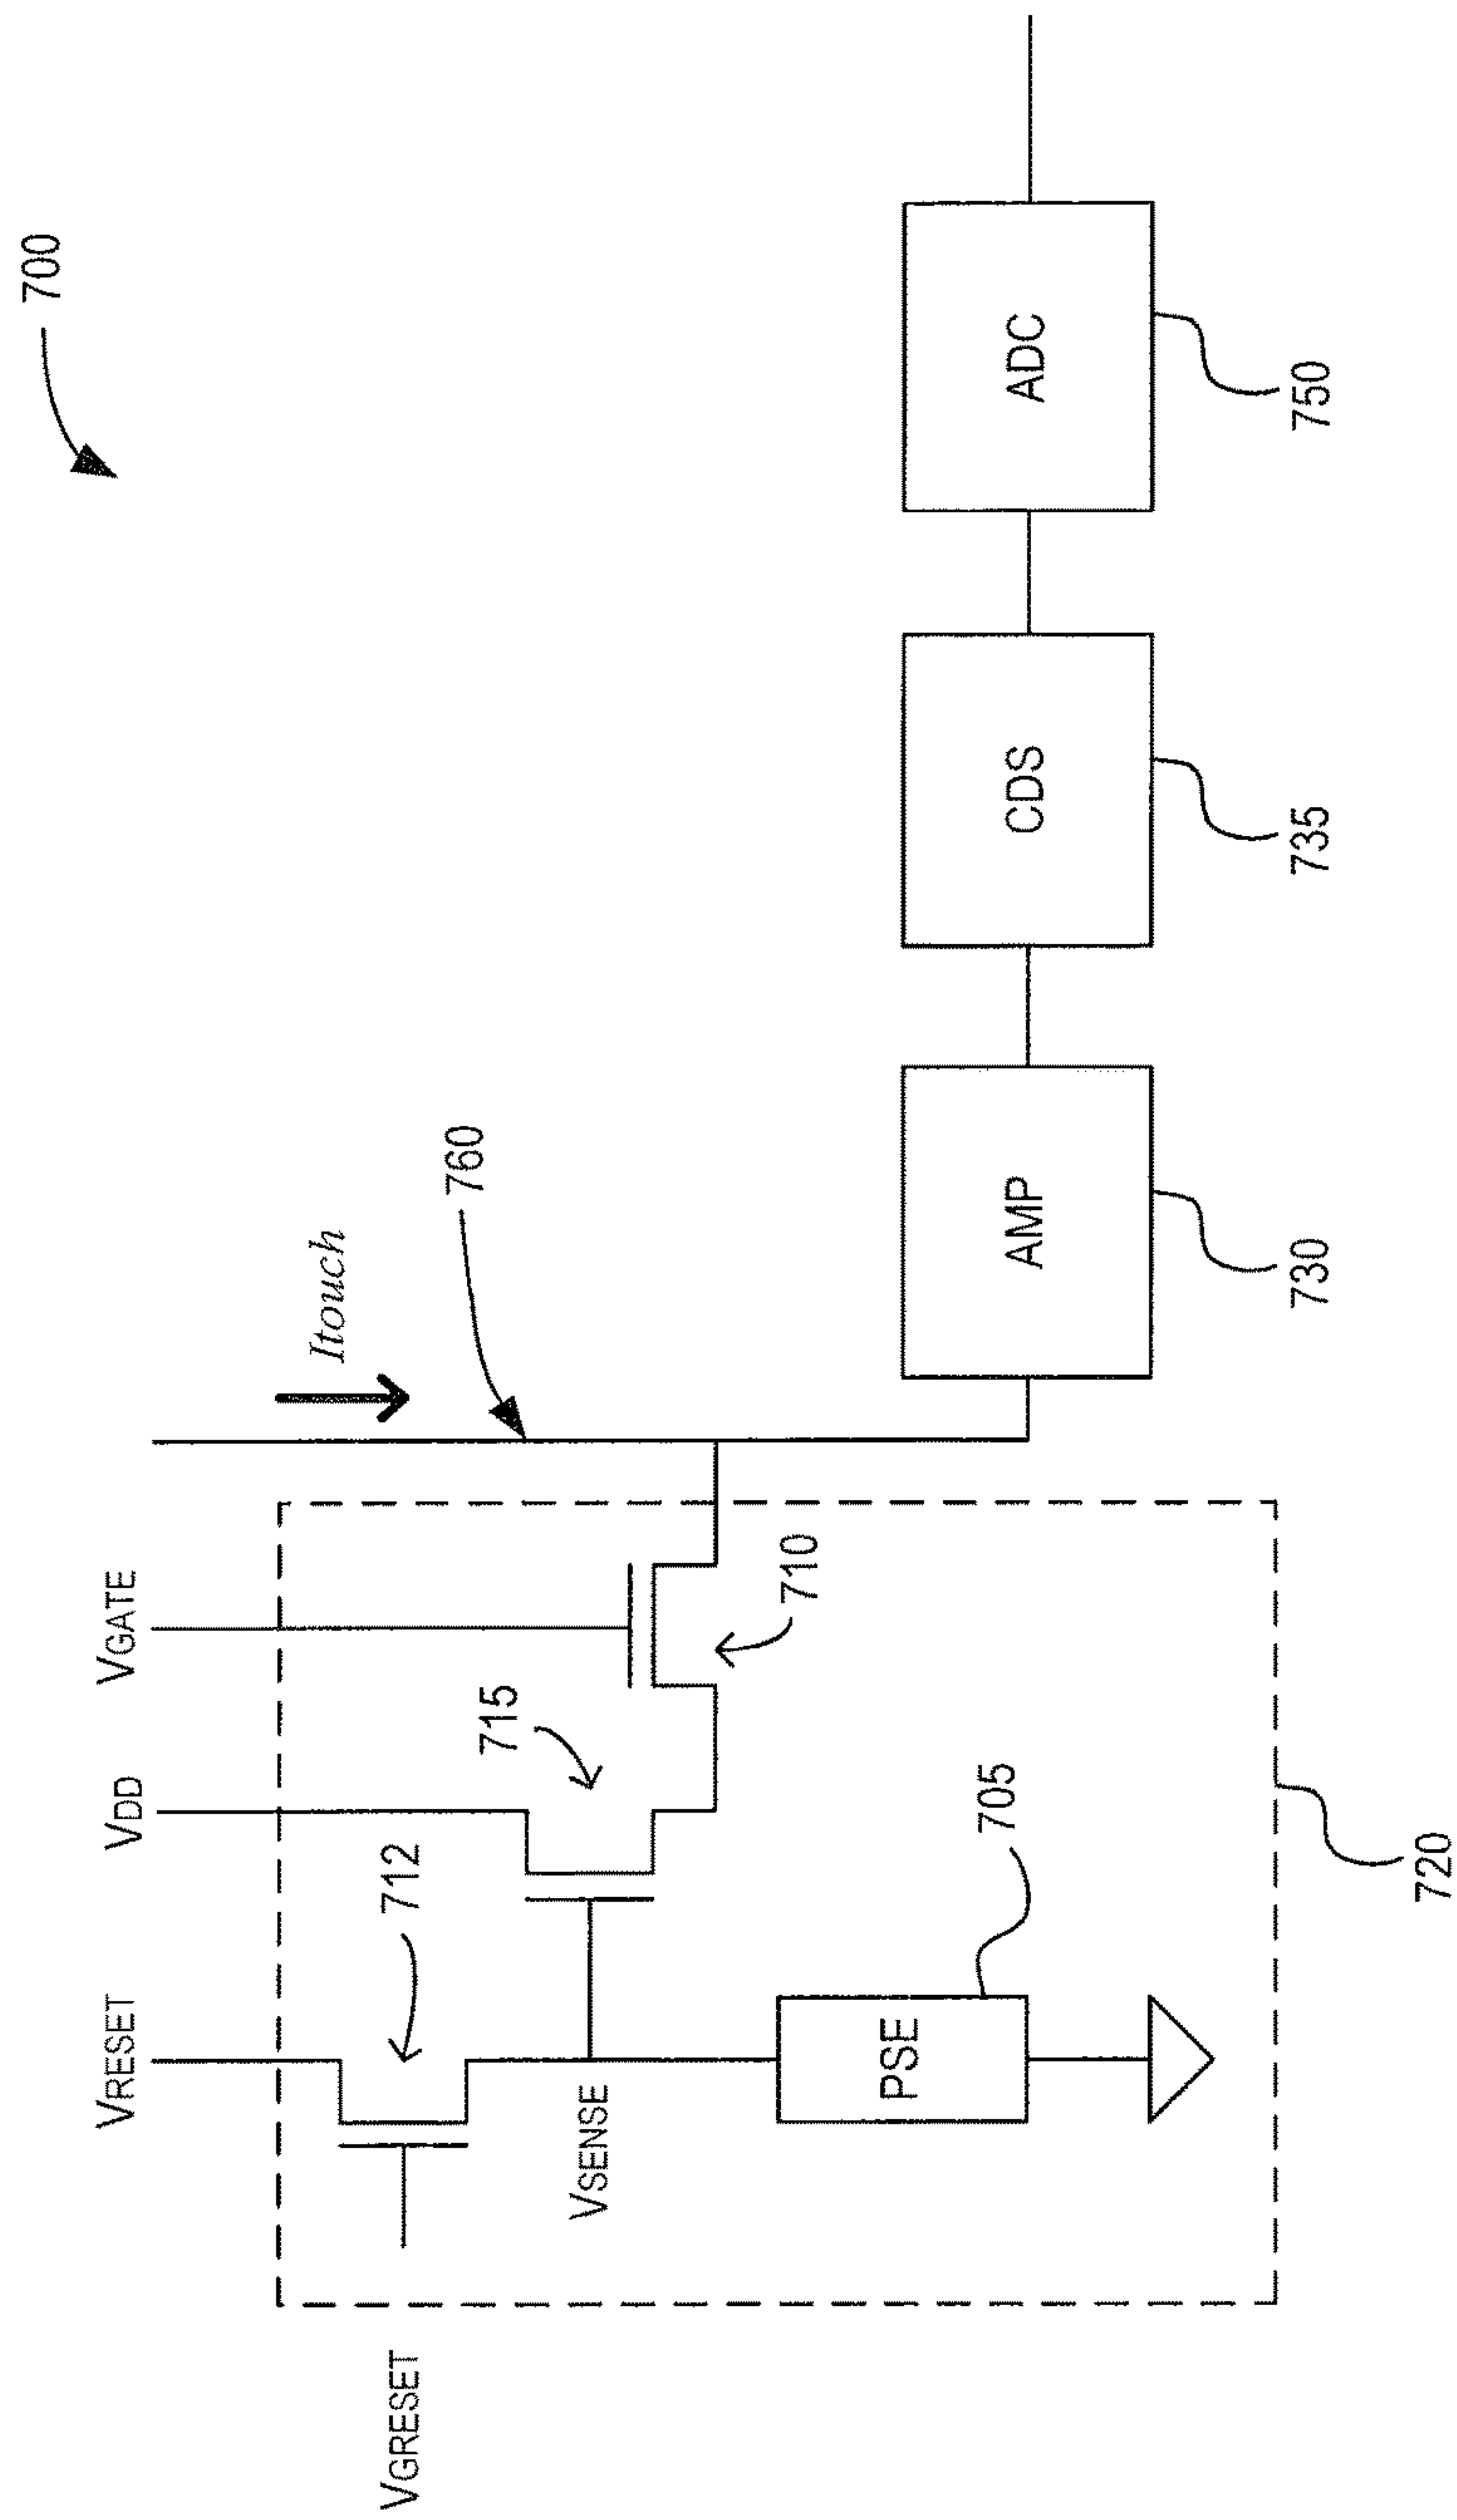 700
VRESET
VDD
VGATE
Itouch
760
712
715
710
VGRESET
VSENSE
PSE
705
720
AMP
730
CDS
735
ADC
750